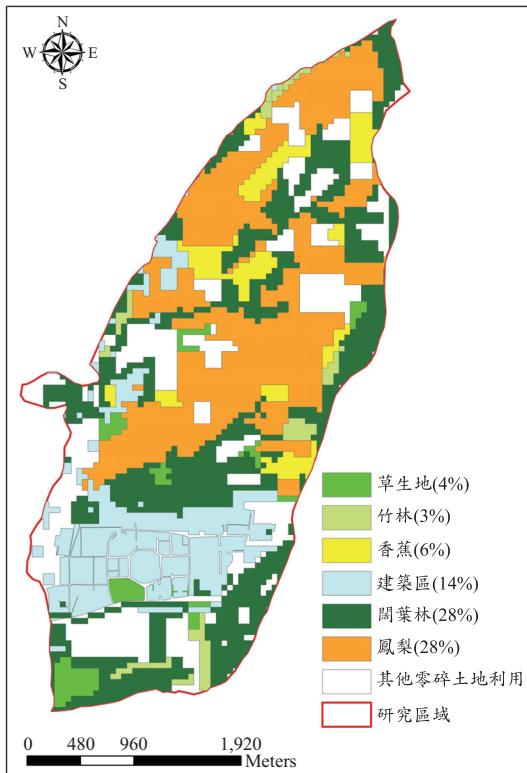 N
W E
S
草生地(4%)
竹林(3%)
香蕉(6%)
建築區(14%)
闊葉林(28%)
鳳梨(28%)
其他零碎土地利用
研究區域
0 480 960 1,920
Meters